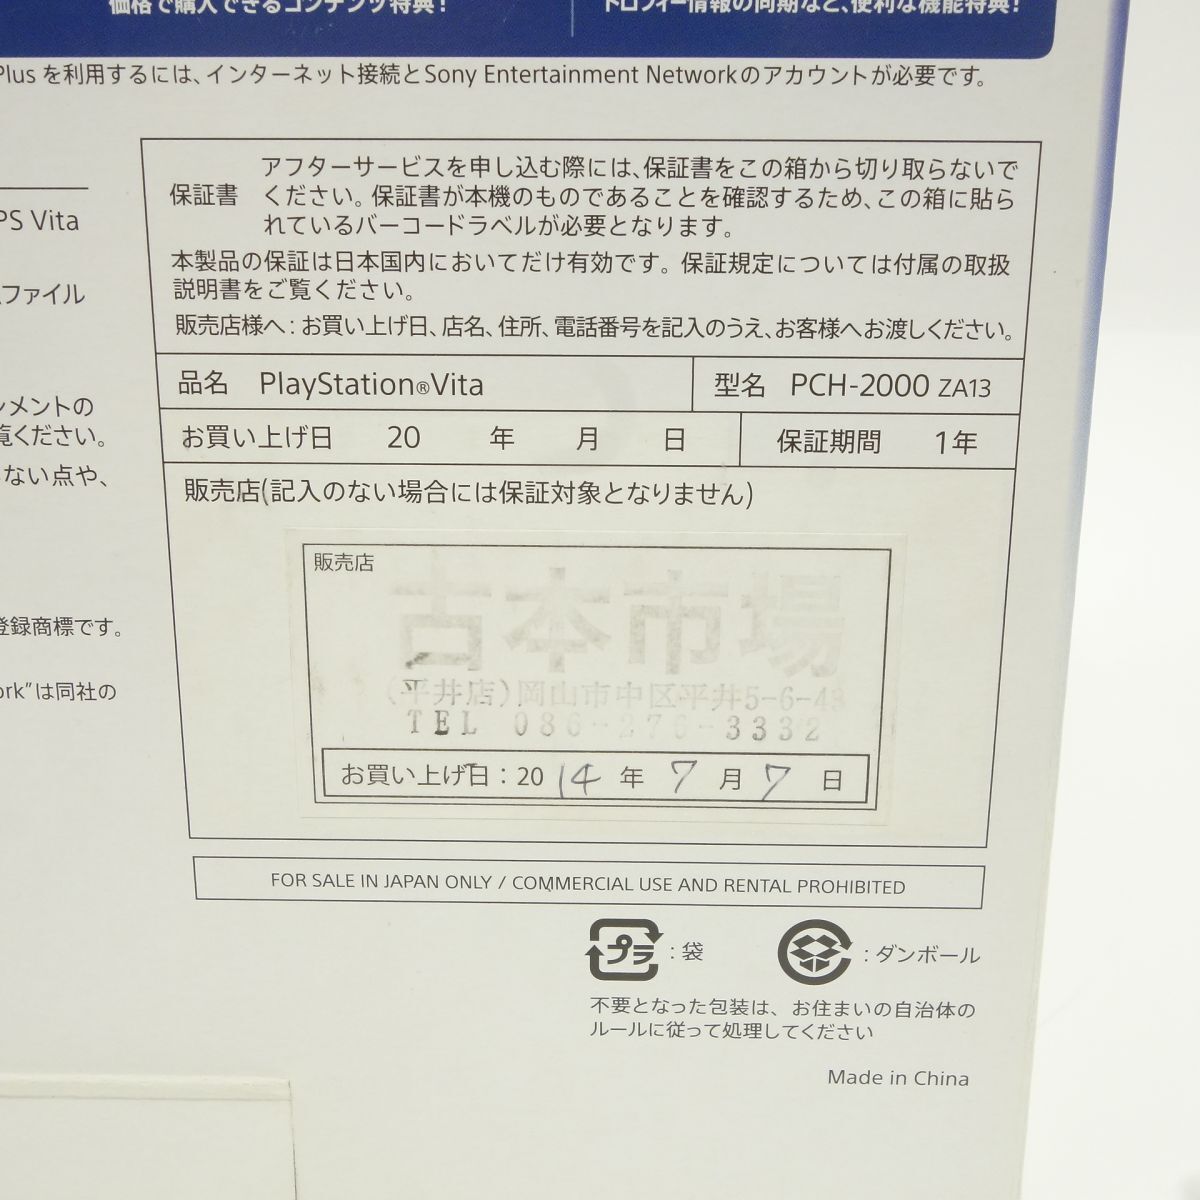 価格で購入できるコンテンツ特典！
トロフィー情報の同期など、便利な機能特典！
Plus を利用するには、インターネット接続とSony Entertainment Networkのアカウントが必要です。
PS Vita
ファイル
ンメントの
覧ください。
ない点や、
登録商標です。
ork"は同社の
保証書
アフターサービスを申し込む際には、保証書をこの箱から切り取らないで
ください。保証書が本機のものであることを確認するため、この箱に貼ら
れているバーコードラベルが必要となります。
本製品の保証は日本国内においてだけ有効です。保証規定については付属の取扱
説明書をご覧ください。
販売店様へ：お買い上げ日、店名、住所、電話番号を記入のうえ、お客様へお渡しください。
品名 PlayStation®Vita
型名 PCH-2000 ZA13
お買い上げ日 20 年 月 日
保証期間 1年
販売店(記入のない場合には保証対象となりません)
販売店
古本市場
(平井店)岡山市中区平井5-6-48
TEL 086-276-3332
お買い上げ日：20 14 年 7 月 7 日
FOR SALE IN JAPAN ONLY / COMMERCIAL USE AND RENTAL PROHIBITED
プラ：袋
：ダンボール
不要となった包装は、お住まいの自治体の
ルールに従って処理してください
Made in China